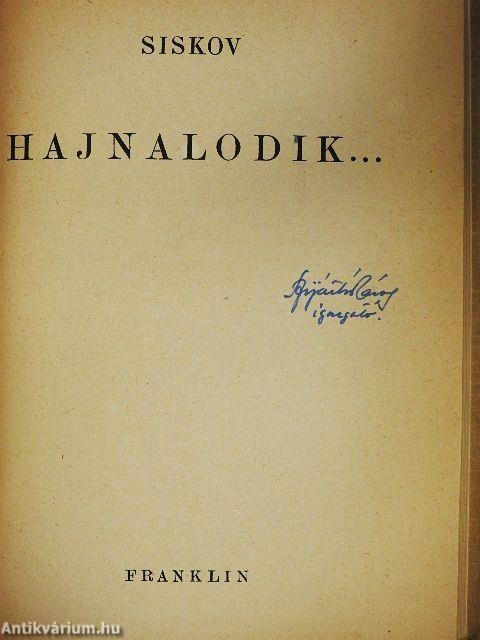 SISKOV
HAJNALODIK...
igazgató.
FRANKLIN
Antikvárium.hu